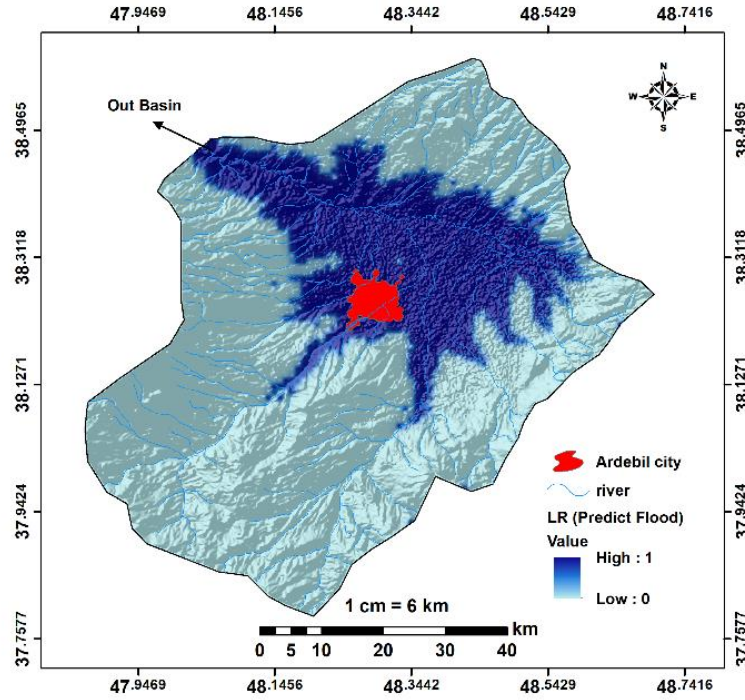 47.9469 48.1456 48.3442 48.5429 48.7416
N
W E
S
Out Basin
38.4965 38.4965
38.3118 38.3118
38.1271 38.1271
37.9424 37.9424
37.7577 37.7577
Ardebil city
river
LR (Predict Flood)
Value
High : 1
Low : 0
1 cm = 6 km
km
0 5 10 20 30 40
47.9469 48.1456 48.3442 48.5429 48.7416